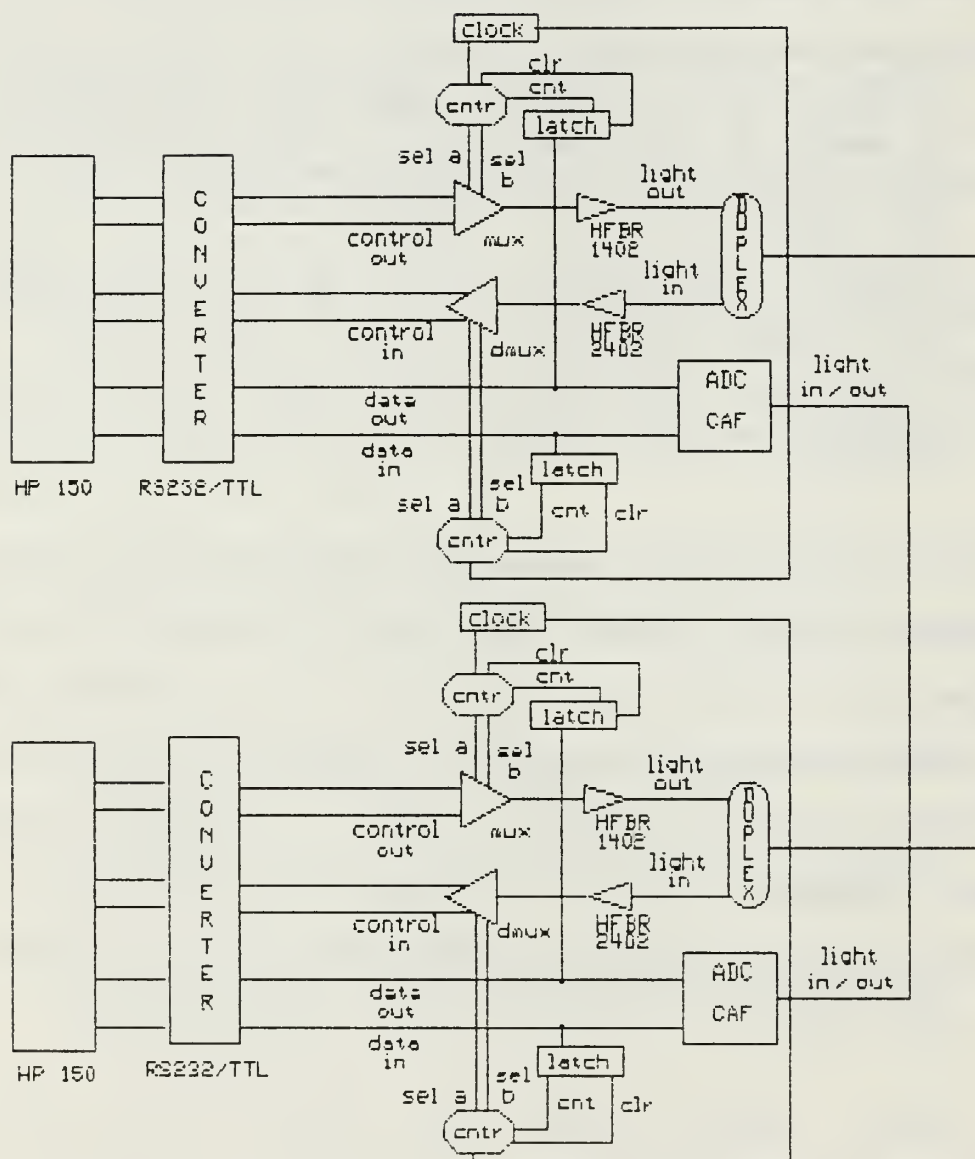 clock
clr
cnt
cntr
latch
sel a
sel b
light out
CONVERTER
control out
mux
HFBR 1402
DUPLEX
light in
HFBR 2402
control in
dmux
ADC CAF
light in/out
data out
data in
latch
HP 150
RS232/TTL
sel a
sel b
cnt
clr
cntr
clock
clr
cnt
cntr
latch
sel a
sel b
light out
CONVERTER
control out
mux
HFBR 1402
DUPLEX
light in
HFBR 2402
control in
dmux
ADC CAF
light in/out
data out
data in
latch
HP 150
RS232/TTL
sel a
sel b
cnt
clr
cntr